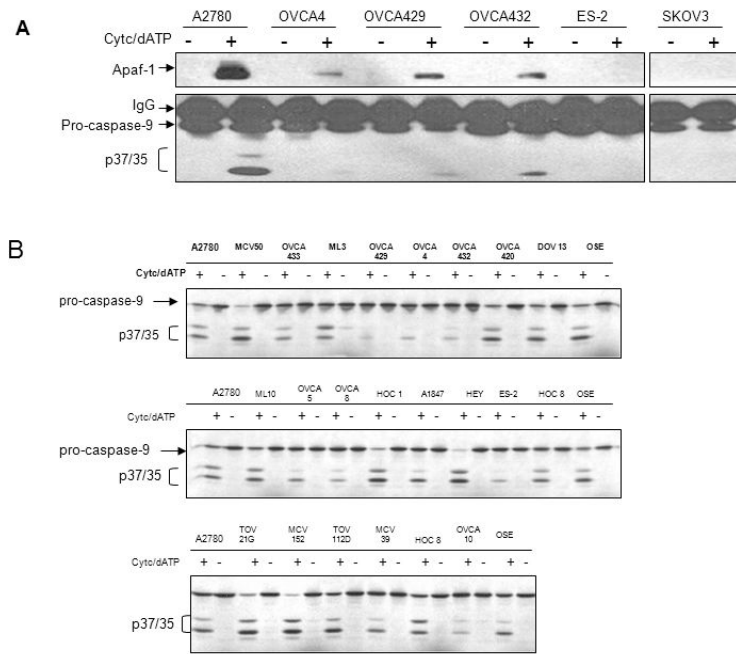 A
A2780 OVCA4 OVCA429 OVCA432 ES-2 SKOV3
Cytc/dATP - + - + - + - + - + - +
Apaf-1
IgG
Pro-caspase-9
p37/35
B
A2780 MCV50 OVCA 433 ML3 OVCA 429 OVCA 4 OVCA 432 OVCA 420 DOV 13 OSE
Cytc/dATP + - + - + - + - + - + - + - + - + - + -
pro-caspase-9
p37/35
A2780 ML10 OVCA 5 OVCA 8 HOC 1 A1847 HEY ES-2 HOC 8 OSE
Cytc/dATP + - + - + - + - + - + - + - + - + - + -
pro-caspase-9
p37/35
A2780 TOV 21G MCV 152 TOV 112D MCV 39 HOC 8 OVCA 10 OSE
Cytc/dATP + - + - + - + - + - + - + - + -
p37/35